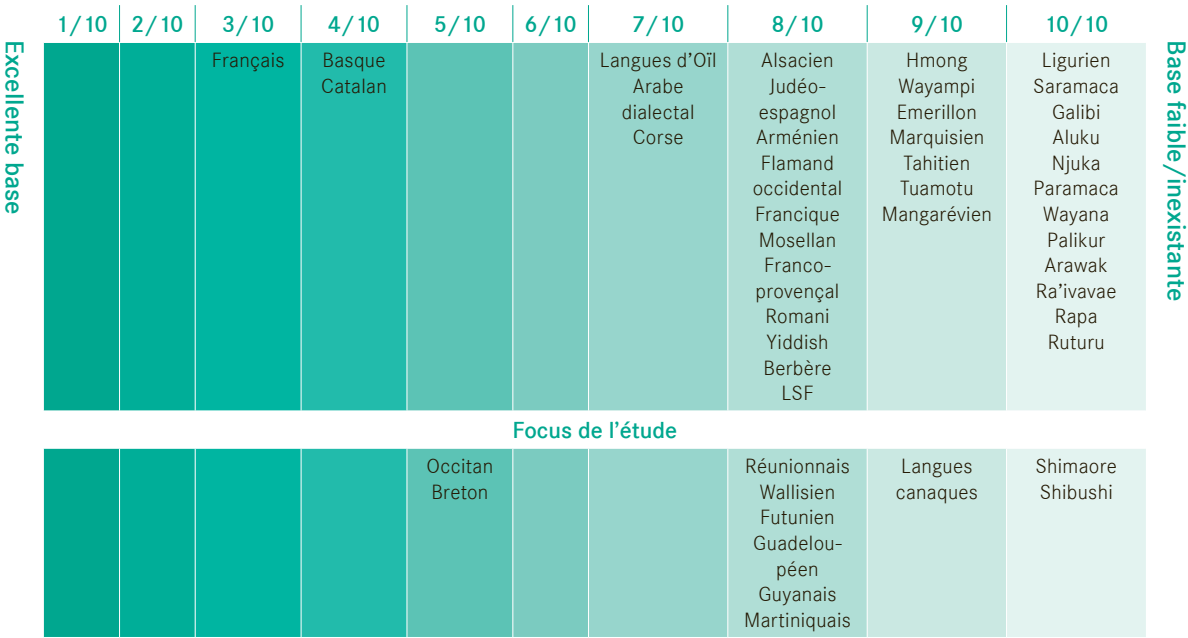 1/10 2/10 3/10 4/10 5/10 6/10 7/10 8/10 9/10 10/10
Excellente base
Français
Basque
Catalan
Langues d’Oïl
Arabe
dialectal
Corse
Alsacien
Judéo-
espagnol
Arménien
Flamand
occidental
Francique
Mosellan
Franco-
provençal
Romani
Yiddish
Berbère
LSF
Hmong
Wayampi
Emerillon
Marquisien
Tahitien
Tuamotu
Mangarévien
Ligurien
Saramaca
Galibi
Aluku
Njuka
Paramaca
Wayana
Palikur
Arawak
Ra’ivavae
Rapa
Ruturu
Base faible/inexistante
Focus de l’étude
Occitan
Breton
Réunionnais
Wallisien
Futunien
Guadelou-
péen
Guyanais
Martiniquais
Langues
canaques
Shimaore
Shibushi